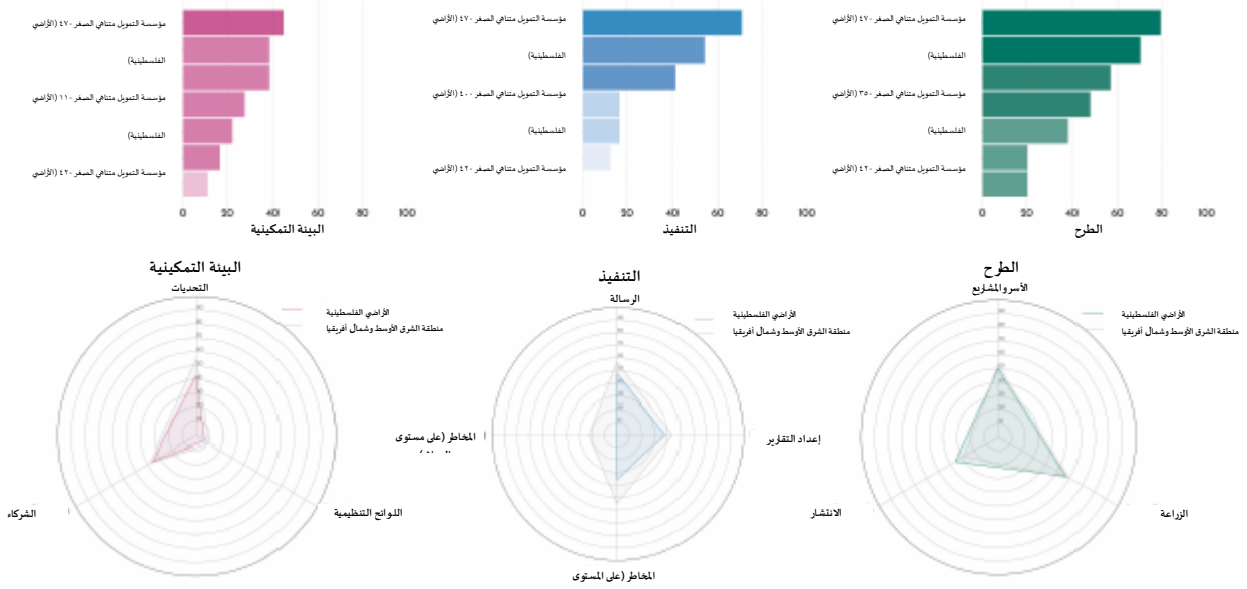 مؤسسة التمويل متناهي الصغر ٤٧٠ (الأراضي
الفلسطينية)
مؤسسة التمويل متناهي الصغر ١١٠ (الأراضي
الفلسطينية)
مؤسسة التمويل متناهي الصغر ٤٢٠ (الأراضي
0 20 40 60 80 100
البيئة التمكينية
مؤسسة التمويل متناهي الصغر ٤٧٠ (الأراضي
الفلسطينية)
مؤسسة التمويل متناهي الصغر ٤٠٠ (الأراضي
الفلسطينية)
مؤسسة التمويل متناهي الصغر ٤٢٠ (الأراضي
0 20 40 60 80 100
التنفيذ
مؤسسة التمويل متناهي الصغر ٤٧٠ (الأراضي
الفلسطينية)
مؤسسة التمويل متناهي الصغر ٣٥٠ (الأراضي
الفلسطينية)
مؤسسة التمويل متناهي الصغر ٤٢٠ (الأراضي
0 20 40 60 80 100
الطرح
البيئة التمكينية
التحديات
الأراضي الفلسطينية
منطقة الشرق الأوسط وشمال أفريقيا
الشركاء
اللوائح التنظيمية
التنفيذ
الرسالة
الأراضي الفلسطينية
منطقة الشرق الأوسط وشمال أفريقيا
المخاطر (على مستوى
إعداد التقارير
المخاطر (على المستوى
الطرح
الأسر والمشاريع
الأراضي الفلسطينية
منطقة الشرق الأوسط وشمال أفريقيا
الانتشار
الزراعة